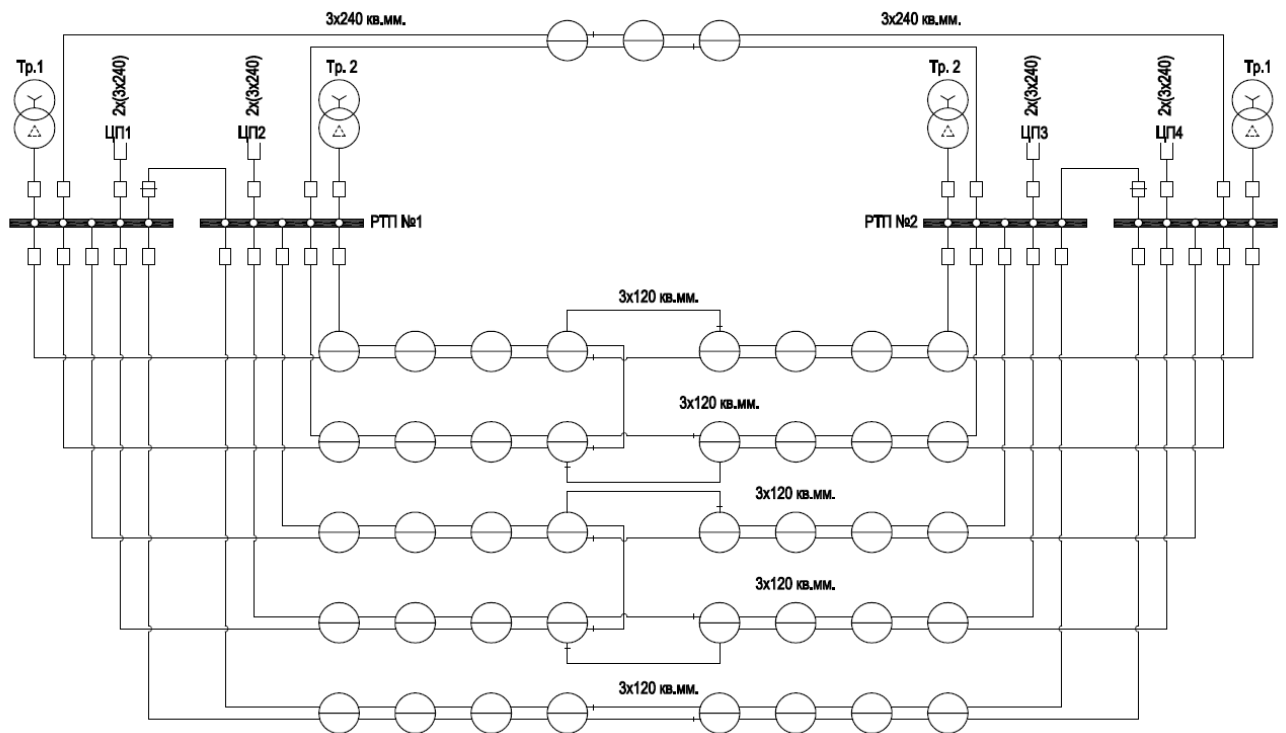 3х240 кв.мм.
3х240 кв.мм.
Тр.1
2х(3х240)
ЦП1
2х(3х240)
ЦП2
Тр. 2
Тр. 2
2х(3х240)
ЦП3
2х(3х240)
ЦП4
Тр.1
РТП №1
РТП №2
3х120 кв.мм.
3х120 кв.мм.
3х120 кв.мм.
3х120 кв.мм.
3х120 кв.мм.